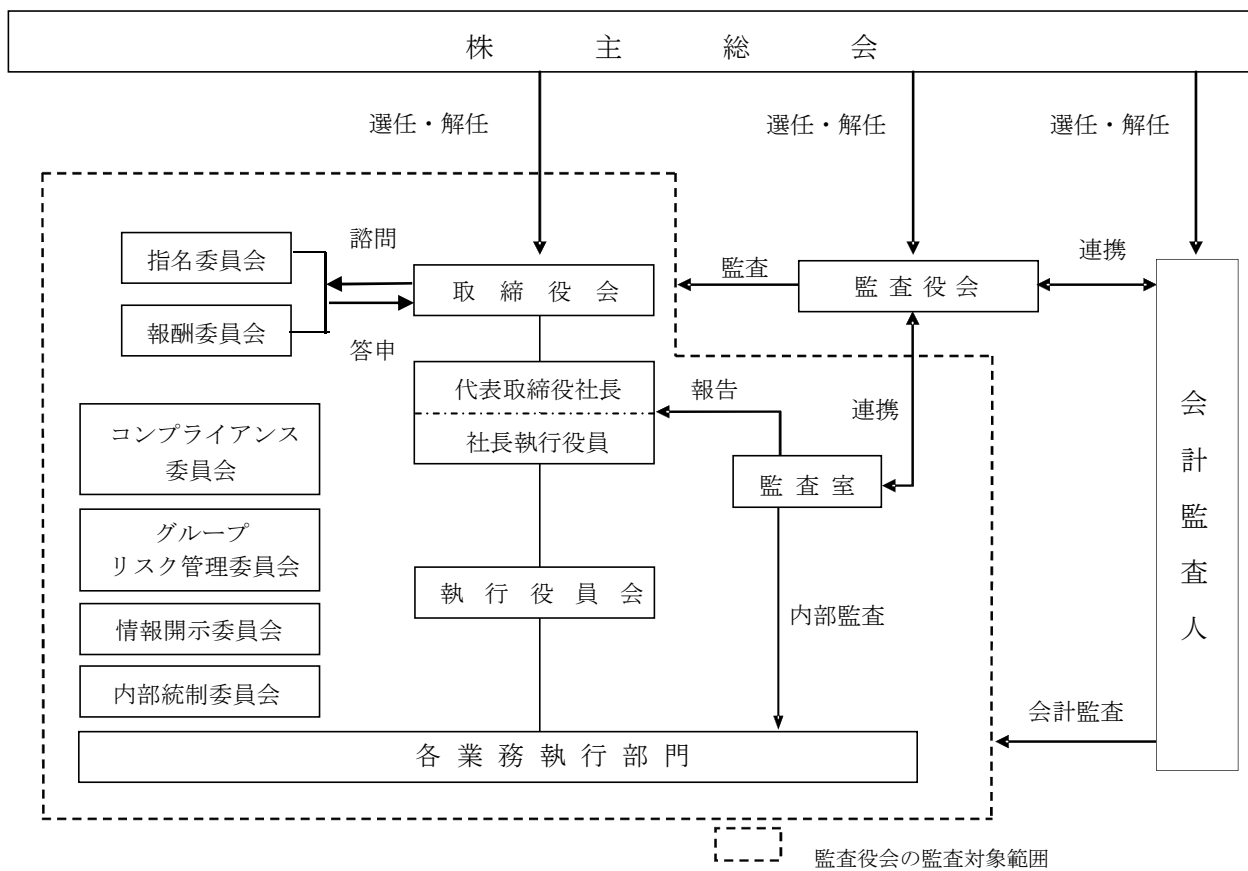 株主総会
選任・解任
選任・解任
選任・解任
指名委員会
諮問
取締役会
監査
監査役会
連携
報酬委員会
答申
代表取締役社長
社長執行役員
報告
連携
会計監査人
コンプライアンス
委員会
監査室
グループ
リスク管理委員会
執行役員会
内部監査
情報開示委員会
内部統制委員会
会計監査
各業務執行部門
監査役会の監査対象範囲